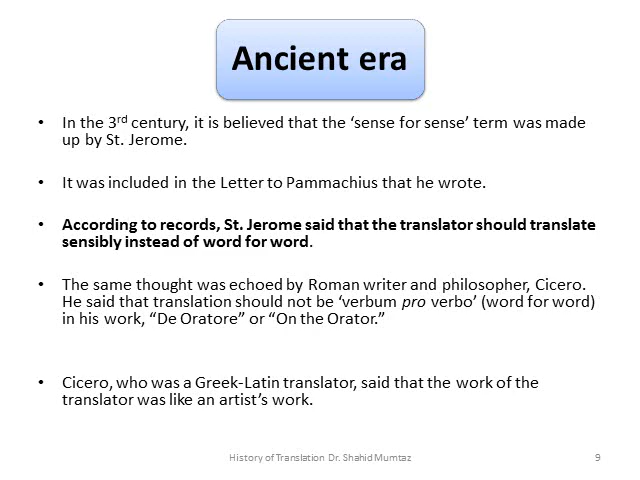 Ancient era
• In the 3rd century, it is believed that the ‘sense for sense’ term was made
up by St. Jerome.
• It was included in the Letter to Pammachius that he wrote.
• According to records, St. Jerome said that the translator should translate
sensibly instead of word for word.
• The same thought was echoed by Roman writer and philosopher, Cicero.
He said that translation should not be ‘verbum pro verbo’ (word for word)
in his work, “De Oratore” or “On the Orator.”
• Cicero, who was a Greek-Latin translator, said that the work of the
translator was like an artist’s work.
History of Translation Dr. Shahid Mumtaz
9